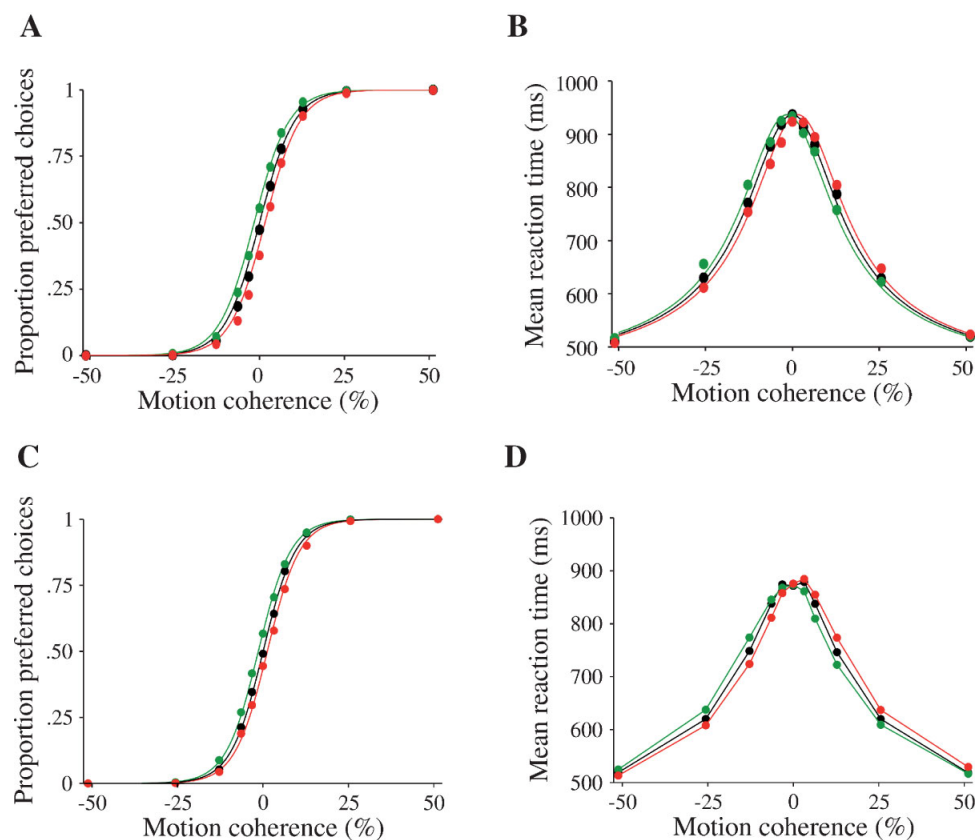 A
Proportion preferred choices
1
.75
.50
.25
0
-50 -25 0 25 50
Motion coherence (%)
B
Mean reaction time (ms)
1000
900
800
700
600
500
-50 -25 0 25 50
Motion coherence (%)
C
Proportion preferred choices
1
.75
.50
.25
0
-50 -25 0 25 50
Motion coherence (%)
D
Mean reaction time (ms)
1000
900
800
700
600
500
-50 -25 0 25 50
Motion coherence (%)